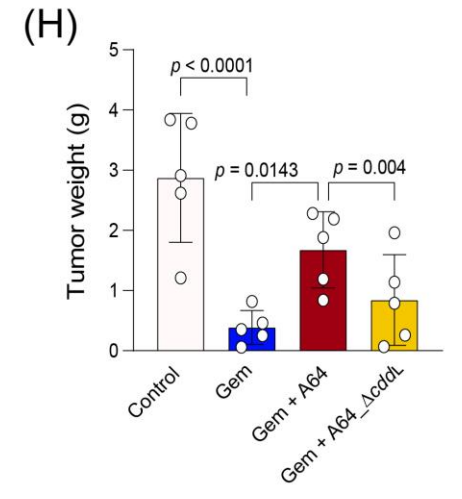 (H)
Tumor weight (g)
5
4
3
2
1
0
p < 0.0001
p = 0.0143
p = 0.004
Control
Gem
Gem + A64
Gem + A64_ΔcddL